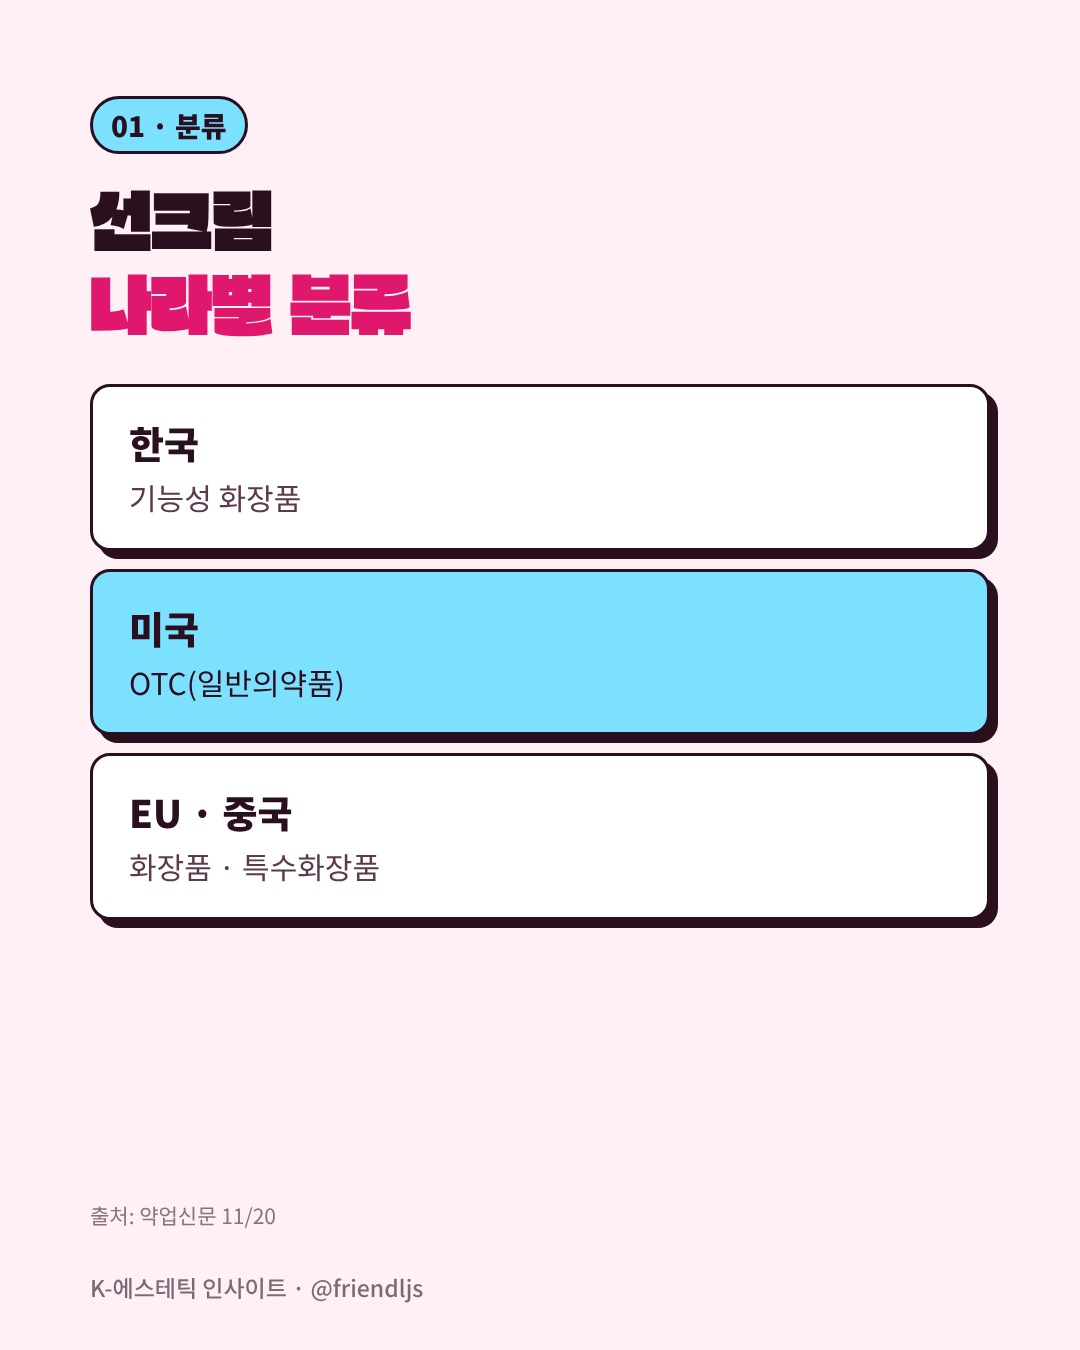 01 · 분류
선크림
나라별 분류
한국
기능성 화장품
미국
OTC(일반의약품)
EU · 중국
화장품 · 특수화장품
출처: 약업신문 11/20
K-에스테틱 인사이트 · @friendljs